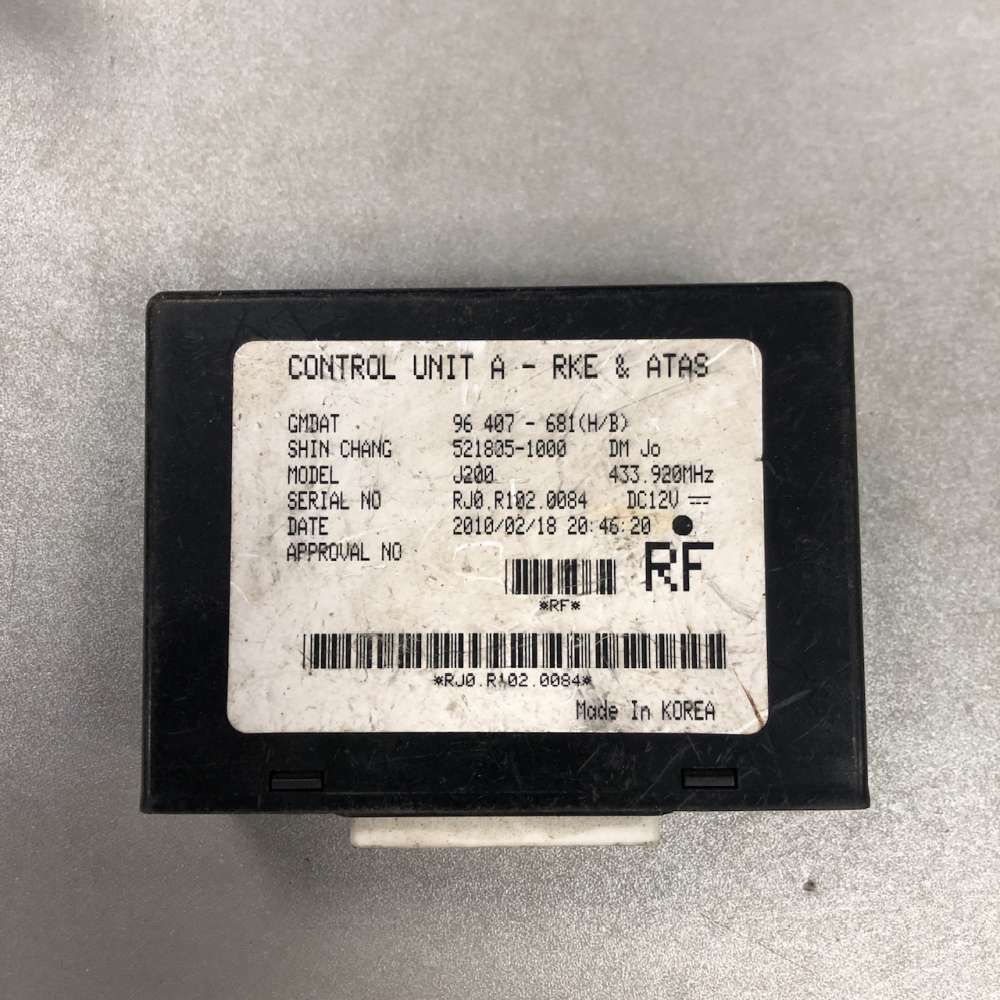 CONTROL UNIT A - RKE & ATAS
GMDAT 96 407 - 681(H/B)
SHIN CHANG 521805-1000 DM Jo
MODEL J200 433.920MHz
SERIAL NO RJ0.R102.0084 DC12V ⎓
DATE 2010/02/18 20:46:20 ●
APPROVAL NO
RF
*RF*
*RJ0.R102.0084*
Made In KOREA